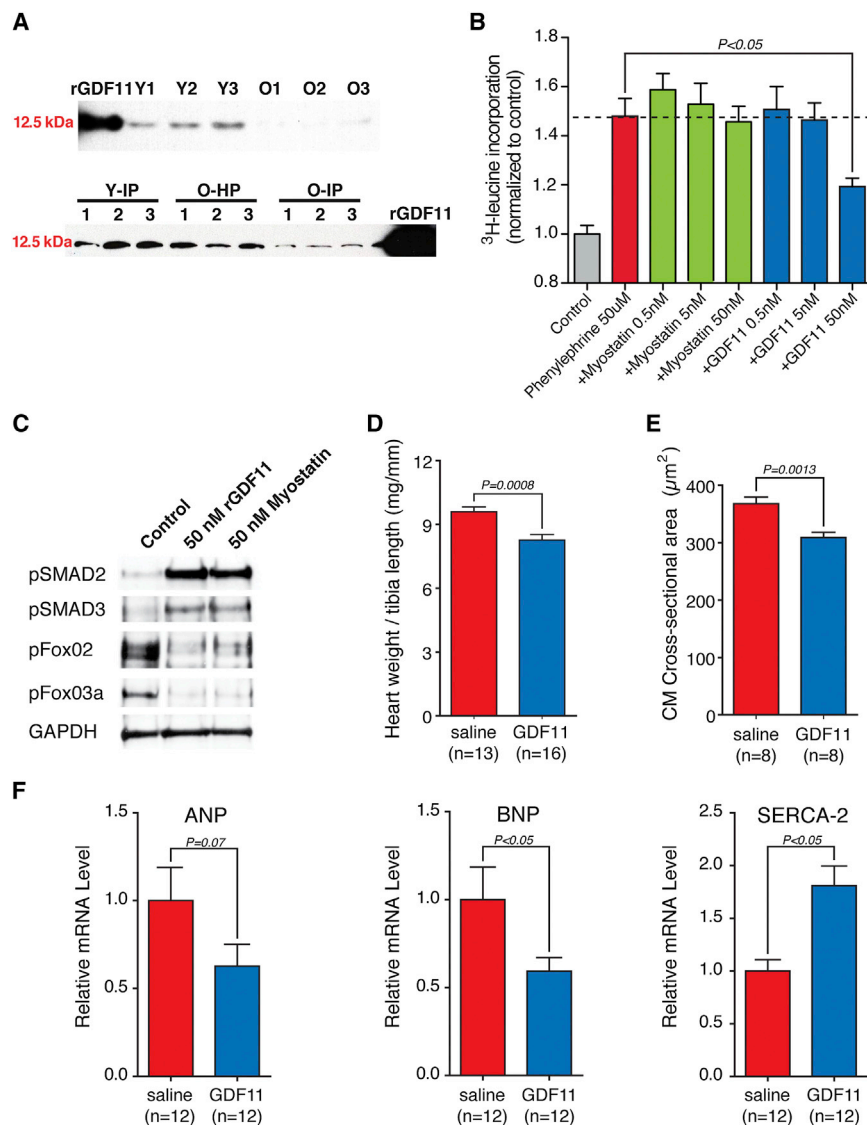 A
rGDF11 Y1 Y2 Y3 O1 O2 O3
12.5 kDa
Y-IP O-HP O-IP
1 2 3 1 2 3 1 2 3 rGDF11
12.5 kDa
B
P<0.05
³H-leucine incorporation
(normalized to control)
1.8
1.6
1.4
1.2
1.0
0.8
Control
Phenylephrine 50uM
+Myostatin 0.5nM
+Myostatin 5nM
+Myostatin 50nM
+GDF11 0.5nM
+GDF11 5nM
+GDF11 50nM
C
Control
50 nM rGDF11
50 nM Myostatin
pSMAD2
pSMAD3
pFox02
pFox03a
GAPDH
D
Heart weight / tibia length (mg/mm)
12
9
6
3
0
P=0.0008
saline GDF11
(n=13) (n=16)
E
CM Cross-sectional area (µm²)
400
300
200
100
0
P=0.0013
saline GDF11
(n=8) (n=8)
F
ANP
Relative mRNA Level
1.5
1.0
0.5
0.0
P=0.07
saline GDF11
(n=12) (n=12)
BNP
Relative mRNA Level
1.5
1.0
0.5
0.0
P<0.05
saline GDF11
(n=12) (n=12)
SERCA-2
Relative mRNA Level
2.5
2.0
1.5
1.0
0.5
0.0
P<0.05
saline GDF11
(n=12) (n=12)